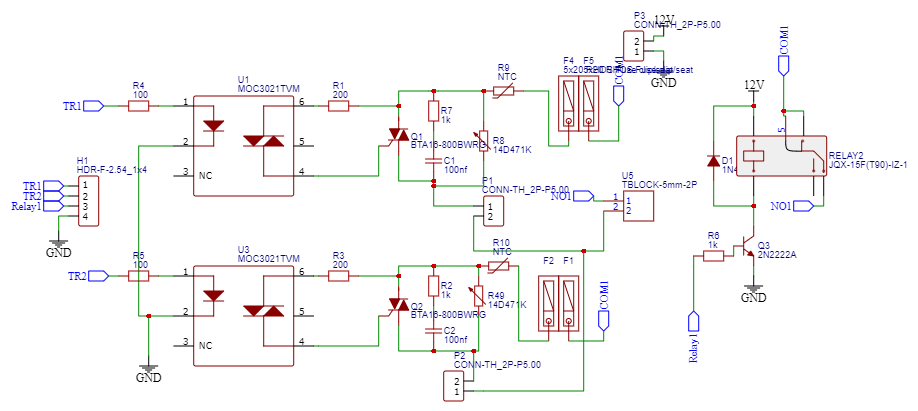 P3
12V
CONN-TH_2P-P5.00
2
1
GND
U1
MOC3021TVM
R4
100
TR1
1
2
3
NC
6
5
4
R1
200
R7
1k
Q1
BTA16-800BWRG
C1
100nf
R8
14D471K
R9
NTC
F4
F5
COM1
H1
HDR-F-2.54_1x4
TR1
TR2
Relay1
1
2
3
4
GND
P1
CONN-TH_2P-P5.00
1
2
U5
TBLOCK-5mm-2P
NO1
1
2
1
2
COM1
12V
5
D1
RELAY2
JQX-15F(T90)-IZ-1
NO1
R6
1k
Q3
2N2222A
GND
Relay1
U3
MOC3021TVM
R5
100
TR2
1
2
3
NC
6
5
4
R3
200
R2
1k
Q2
BTA16-800BWRG
C2
100nf
R49
14D471K
R10
NTC
F2
F1
COM1
GND
P2
CONN-TH_2P-P5.00
2
1